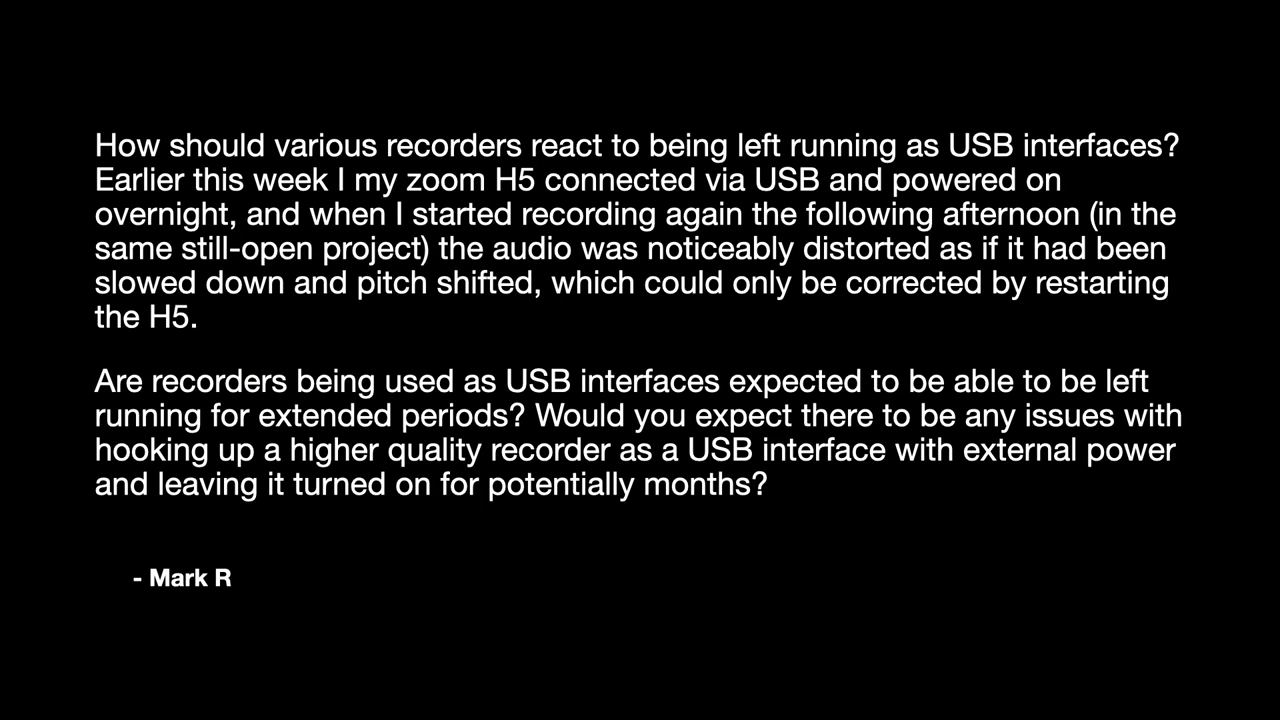 How should various recorders react to being left running as USB interfaces?
Earlier this week I my zoom H5 connected via USB and powered on
overnight, and when I started recording again the following afternoon (in the
same still-open project) the audio was noticeably distorted as if it had been
slowed down and pitch shifted, which could only be corrected by restarting
the H5.
Are recorders being used as USB interfaces expected to be able to be left
running for extended periods? Would you expect there to be any issues with
hooking up a higher quality recorder as a USB interface with external power
and leaving it turned on for potentially months?
- Mark R